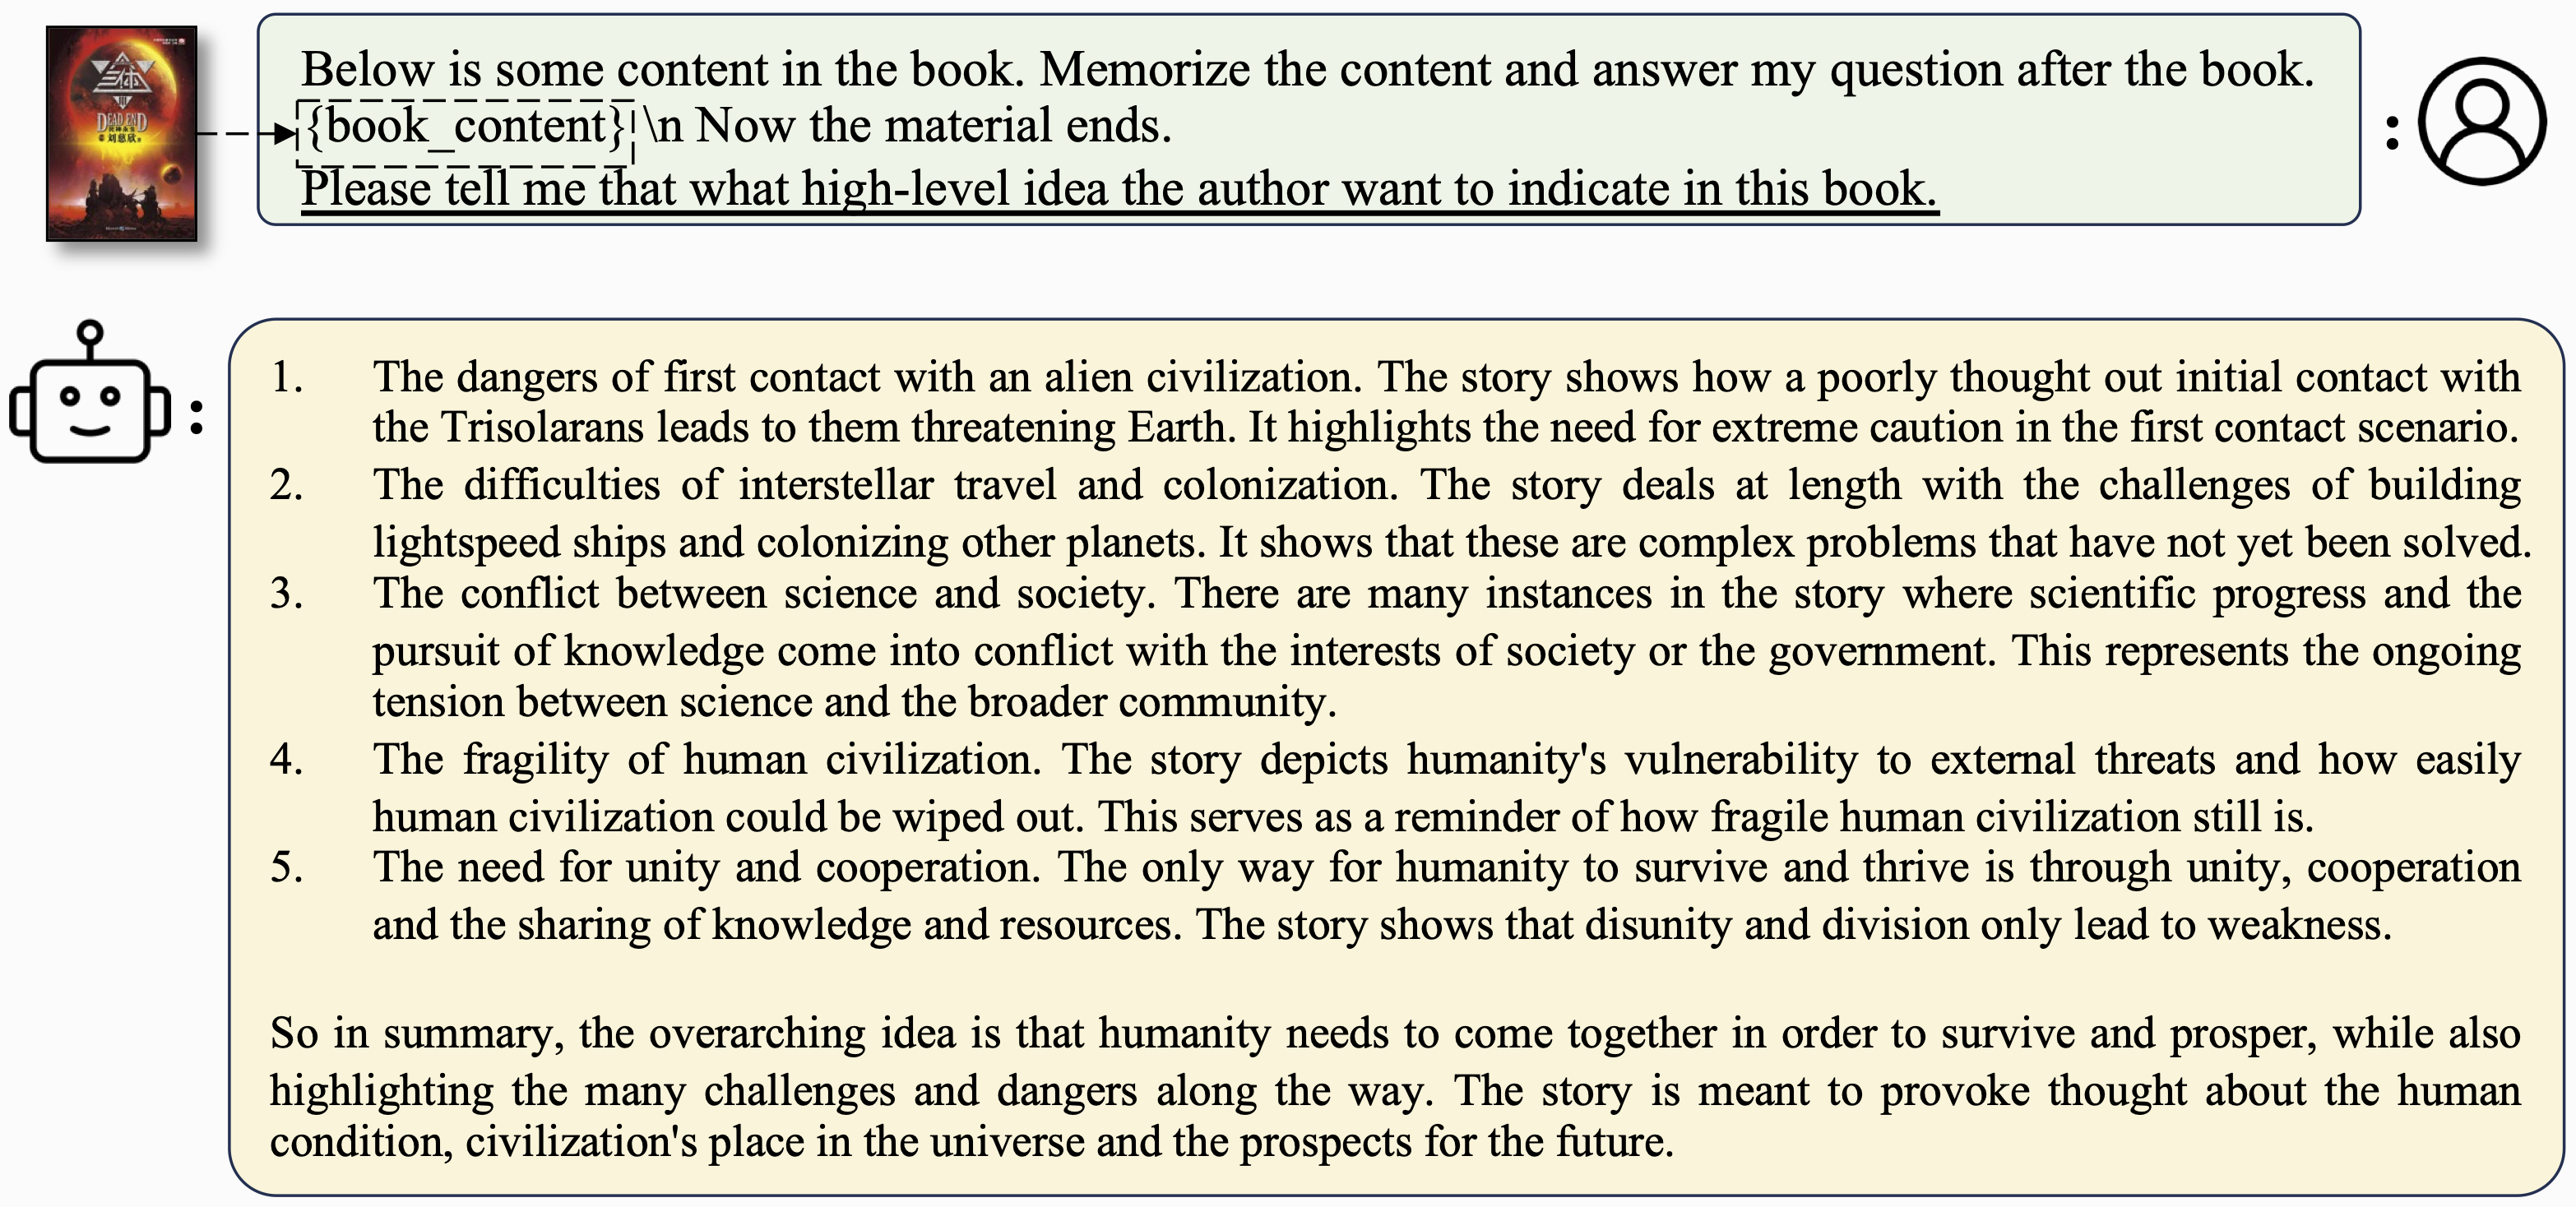 三体
III
DEAD END
刘慈欣
Below is some content in the book. Memorize the content and answer my question after the book.
{book_content} \n Now the material ends.
Please tell me that what high-level idea the author want to indicate in this book.
:
:
1. The dangers of first contact with an alien civilization. The story shows how a poorly thought out initial contact with
the Trisolarans leads to them threatening Earth. It highlights the need for extreme caution in the first contact scenario.
2. The difficulties of interstellar travel and colonization. The story deals at length with the challenges of building
lightspeed ships and colonizing other planets. It shows that these are complex problems that have not yet been solved.
3. The conflict between science and society. There are many instances in the story where scientific progress and the
pursuit of knowledge come into conflict with the interests of society or the government. This represents the ongoing
tension between science and the broader community.
4. The fragility of human civilization. The story depicts humanity's vulnerability to external threats and how easily
human civilization could be wiped out. This serves as a reminder of how fragile human civilization still is.
5. The need for unity and cooperation. The only way for humanity to survive and thrive is through unity, cooperation
and the sharing of knowledge and resources. The story shows that disunity and division only lead to weakness.
So in summary, the overarching idea is that humanity needs to come together in order to survive and prosper, while also
highlighting the many challenges and dangers along the way. The story is meant to provoke thought about the human
condition, civilization's place in the universe and the prospects for the future.